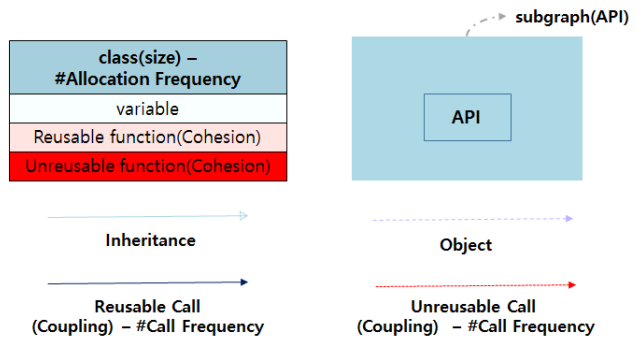 subgraph(API)
class(size) –
#Allocation Frequency
variable
Reusable function(Cohesion)
Unreusable function(Cohesion)
API
Inheritance
Object
Reusable Call
(Coupling) – #Call Frequency
Unreusable Call
(Coupling) – #Call Frequency